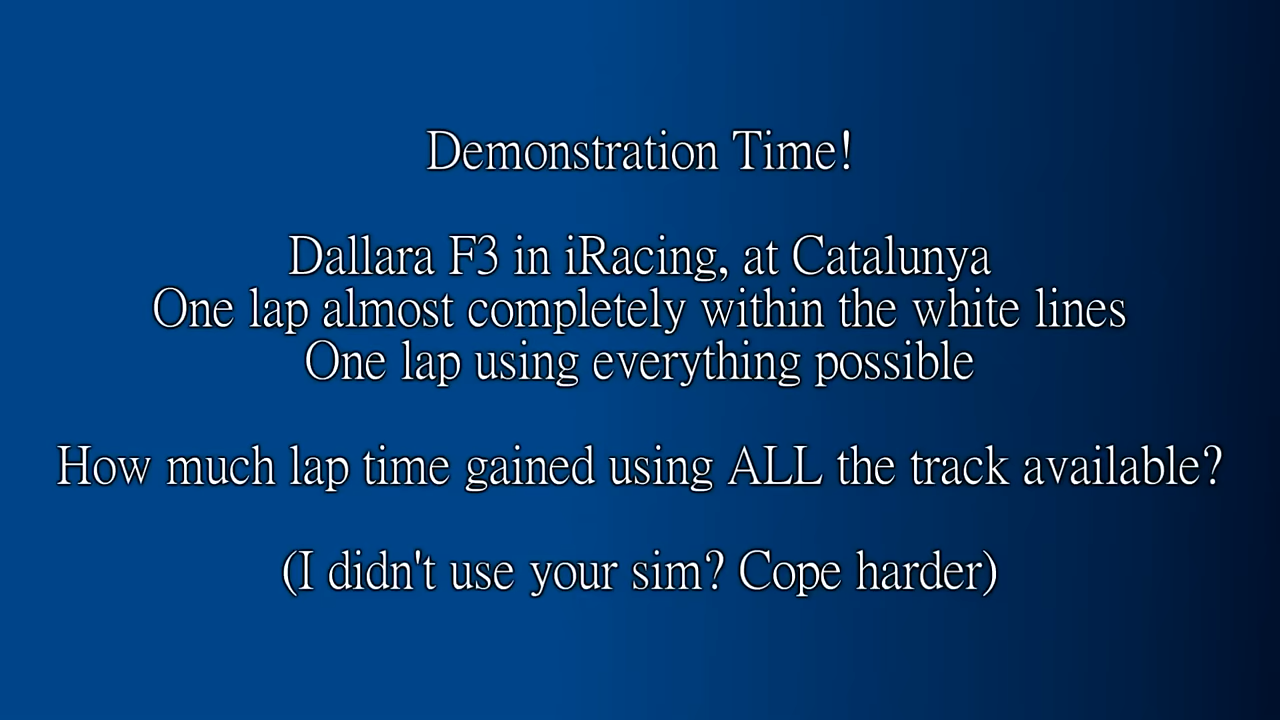 Demonstration Time!
Dallara F3 in iRacing, at Catalunya
One lap almost completely within the white lines
One lap using everything possible
How much lap time gained using ALL the track available?
(I didn't use your sim? Cope harder)